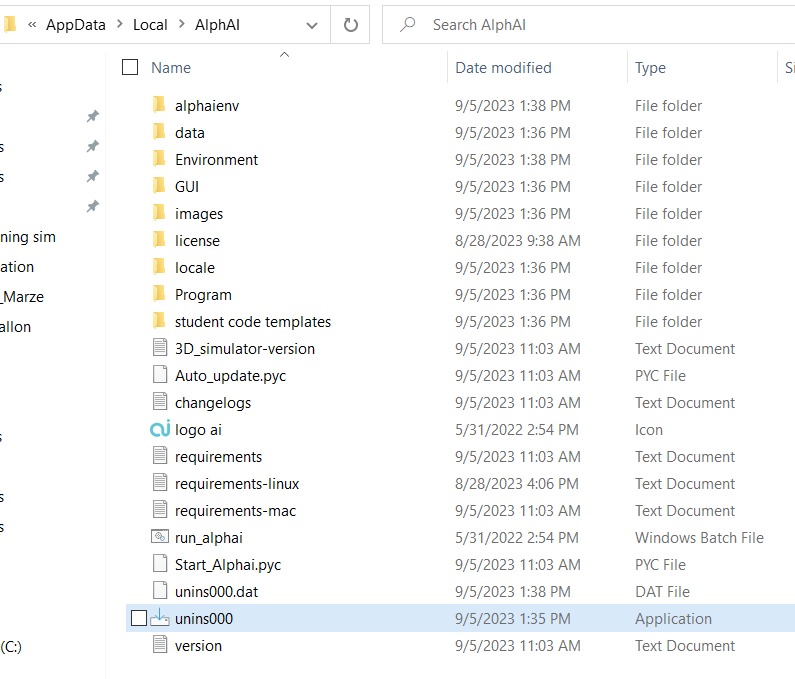 « AppData > Local > AlphAI
Search AlphAI
Name Date modified Type Si
alphaienv 9/5/2023 1:38 PM File folder
data 9/5/2023 1:36 PM File folder
Environment 9/5/2023 1:38 PM File folder
GUI 9/5/2023 1:36 PM File folder
images 9/5/2023 1:36 PM File folder
license 8/28/2023 9:38 AM File folder
locale 9/5/2023 1:36 PM File folder
Program 9/5/2023 1:36 PM File folder
student code templates 9/5/2023 1:36 PM File folder
3D_simulator-version 9/5/2023 11:03 AM Text Document
Auto_update.pyc 9/5/2023 11:03 AM PYC File
changelogs 9/5/2023 11:03 AM Text Document
logo ai 5/31/2022 2:54 PM Icon
requirements 9/5/2023 11:03 AM Text Document
requirements-linux 8/28/2023 4:06 PM Text Document
requirements-mac 9/5/2023 11:03 AM Text Document
run_alphai 5/31/2022 2:54 PM Windows Batch File
Start_Alphai.pyc 9/5/2023 11:03 AM PYC File
unins000.dat 9/5/2023 1:38 PM DAT File
unins000 9/5/2023 1:35 PM Application
version 9/5/2023 11:03 AM Text Document
s
s
s
ning sim
ation
_Marze
allon
s
s
s
(C:)